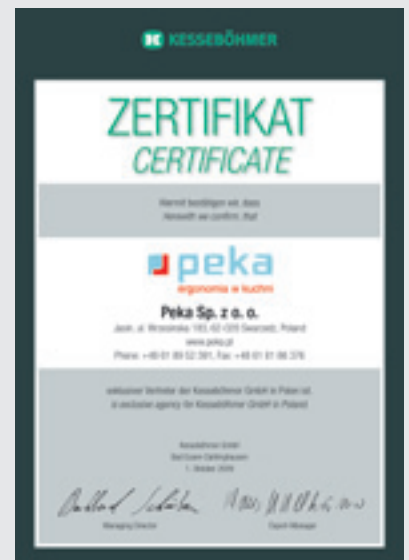 KESSEBÖHMER
ZERTIFIKAT
CERTIFICATE
Hiermit bestätigen wir, dass
Herewith we confirm, that
peka
ergonomia w kuchni
Peka Sp. z o. o.
Poland
www.peka.pl
exklusiver Vertreter der Kesseböhmer GmbH in Polen ist.
is exclusive agency for Kesseböhmer GmbH in Poland
Kesseböhmer GmbH
Managing Director
Export-Manager